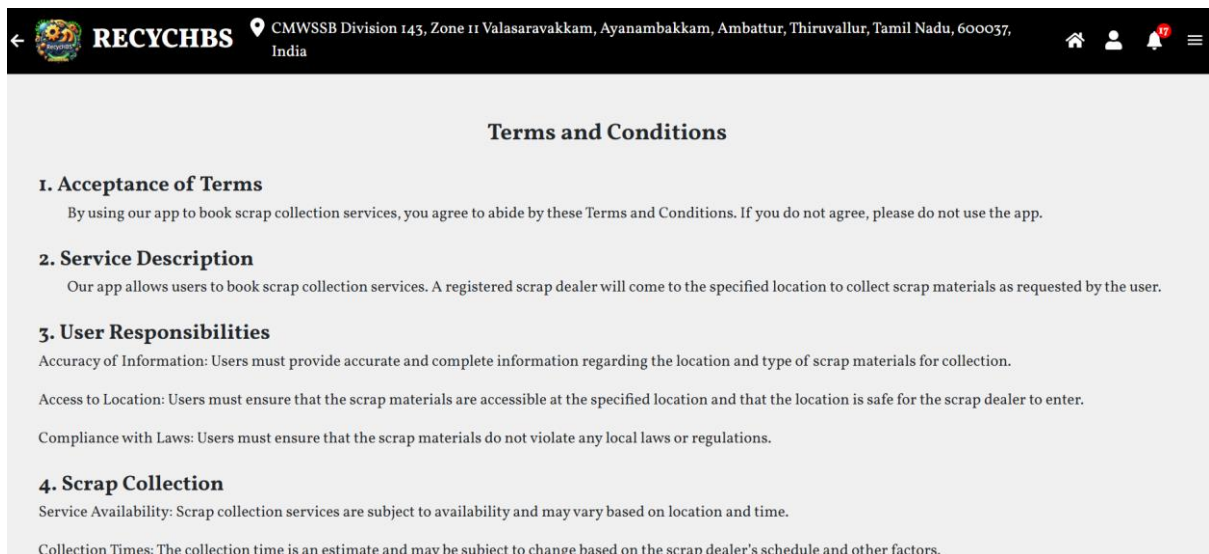 RECYCHBS
CMWSSB Division 143, Zone 11 Valasaravakkam, Ayanambakkam, Ambattur, Thiruvallur, Tamil Nadu, 600037,
India
17
Terms and Conditions
1. Acceptance of Terms
By using our app to book scrap collection services, you agree to abide by these Terms and Conditions. If you do not agree, please do not use the app.
2. Service Description
Our app allows users to book scrap collection services. A registered scrap dealer will come to the specified location to collect scrap materials as requested by the user.
3. User Responsibilities
Accuracy of Information: Users must provide accurate and complete information regarding the location and type of scrap materials for collection.
Access to Location: Users must ensure that the scrap materials are accessible at the specified location and that the location is safe for the scrap dealer to enter.
Compliance with Laws: Users must ensure that the scrap materials do not violate any local laws or regulations.
4. Scrap Collection
Service Availability: Scrap collection services are subject to availability and may vary based on location and time.
Collection Times: The collection time is an estimate and may be subject to change based on the scrap dealer's schedule and other factors.